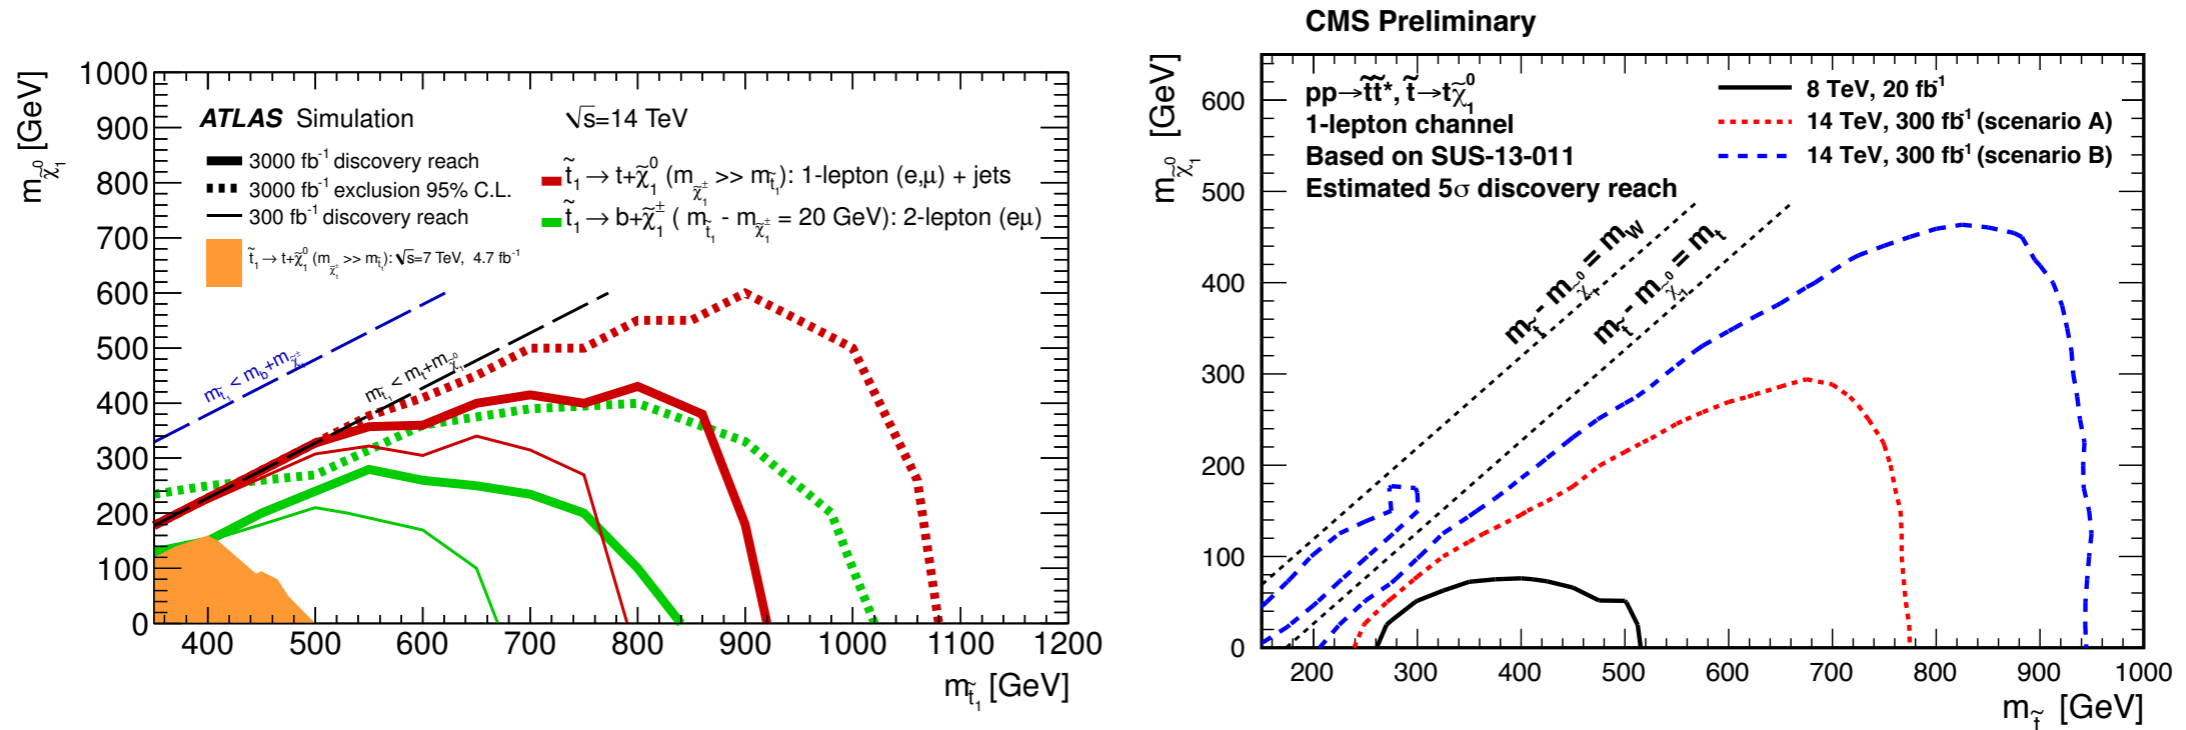 CMS Preliminary
m_χ̃₁⁰ [GeV]
1000
900
800
700
600
500
400
300
200
100
0
ATLAS Simulation
√s=14 TeV
3000 fb⁻¹ discovery reach
3000 fb⁻¹ exclusion 95% C.L.
300 fb⁻¹ discovery reach
t̃₁ → t+χ̃₁⁰ (m_χ̃₁± >> m_t̃₁): √s=7 TeV, 4.7 fb⁻¹
t̃₁ → t+χ̃₁⁰ (m_χ̃₁± >> m_t̃₁): 1-lepton (e,μ) + jets
t̃₁ → b+χ̃₁± ( m_t̃₁ - m_χ̃₁± = 20 GeV): 2-lepton (eμ)
m_t̃₁ < m_b+m_χ̃₁±
m_t̃₁ < m_t+m_χ̃₁⁰
400 500 600 700 800 900 1000 1100 1200
m_t̃₁ [GeV]
m_χ̃₁⁰ [GeV]
600
500
400
300
200
100
0
pp→t̃t̃*, t̃→tχ̃₁⁰
1-lepton channel
Based on SUS-13-011
Estimated 5σ discovery reach
8 TeV, 20 fb⁻¹
14 TeV, 300 fb⁻¹ (scenario A)
14 TeV, 300 fb⁻¹ (scenario B)
m_t̃ - m_χ̃₁⁰ = m_W
m_t̃ - m_χ̃₁⁰ = m_t
200 300 400 500 600 700 800 900 1000
m_t̃ [GeV]